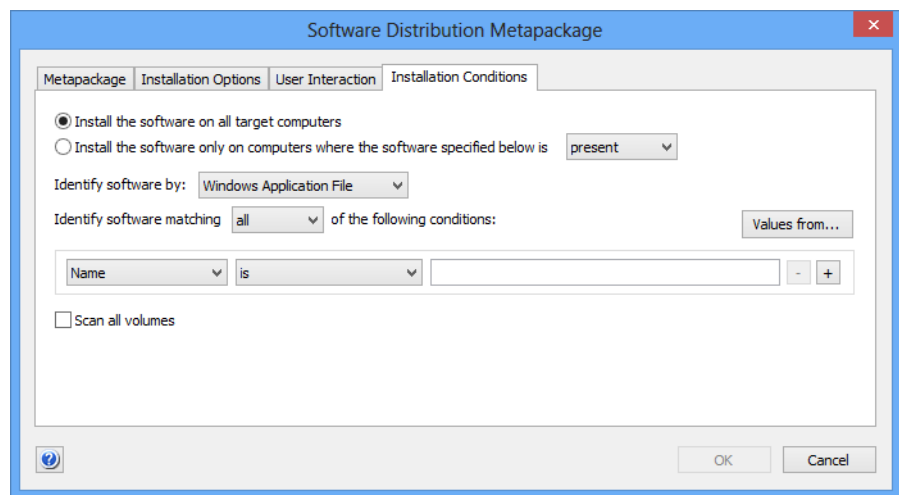 Software Distribution Metapackage
×
Metapackage Installation Options User Interaction Installation Conditions
Install the software on all target computers
Install the software only on computers where the software specified below is present
Identify software by: Windows Application File
Identify software matching all of the following conditions:
Values from...
Name is - +
Scan all volumes
? OK Cancel